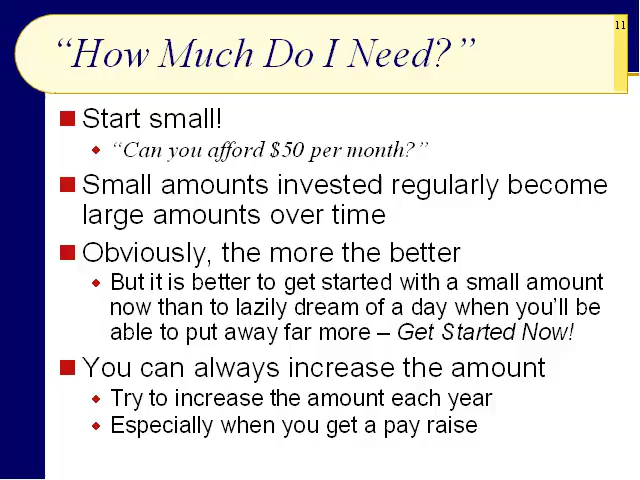 11
“How Much Do I Need?”
Start small!
“Can you afford $50 per month?”
Small amounts invested regularly become
large amounts over time
Obviously, the more the better
But it is better to get started with a small amount
now than to lazily dream of a day when you’ll be
able to put away far more – Get Started Now!
You can always increase the amount
Try to increase the amount each year
Especially when you get a pay raise